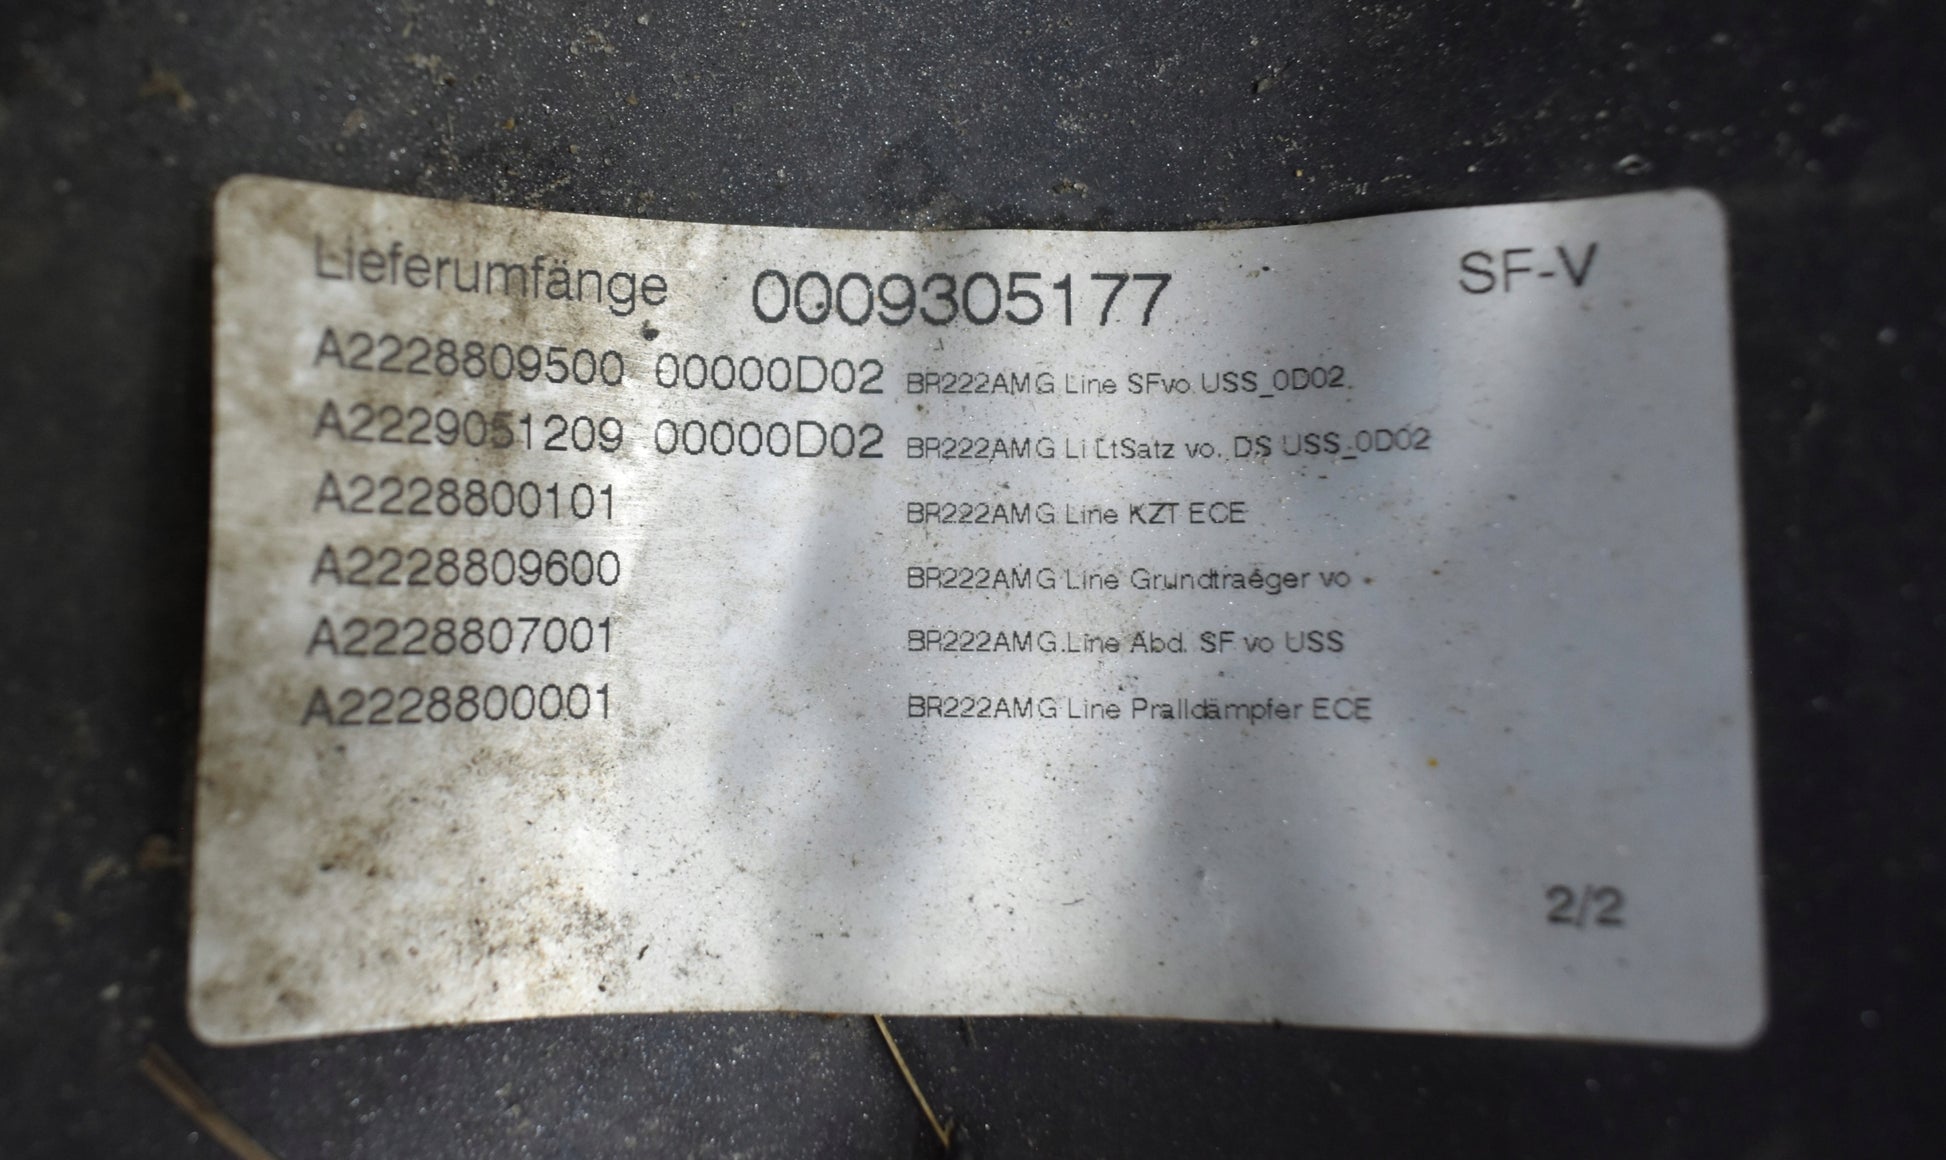 Lieferumfänge 0009305177 SF-V
A2228809500 00000D02 BR222AMG Line SFvo USS_0D02
A2229051209 00000D02 BR222AMG Li LtSatz vo. DS USS_0D02
A2228800101 BR222AMG Line KZT ECE
A2228809600 BR222AMG Line Grundtraeger vo
A2228807001 BR222AMG Line Abd. SF vo USS
A2228800001 BR222AMG Line Pralldämpfer ECE
2/2